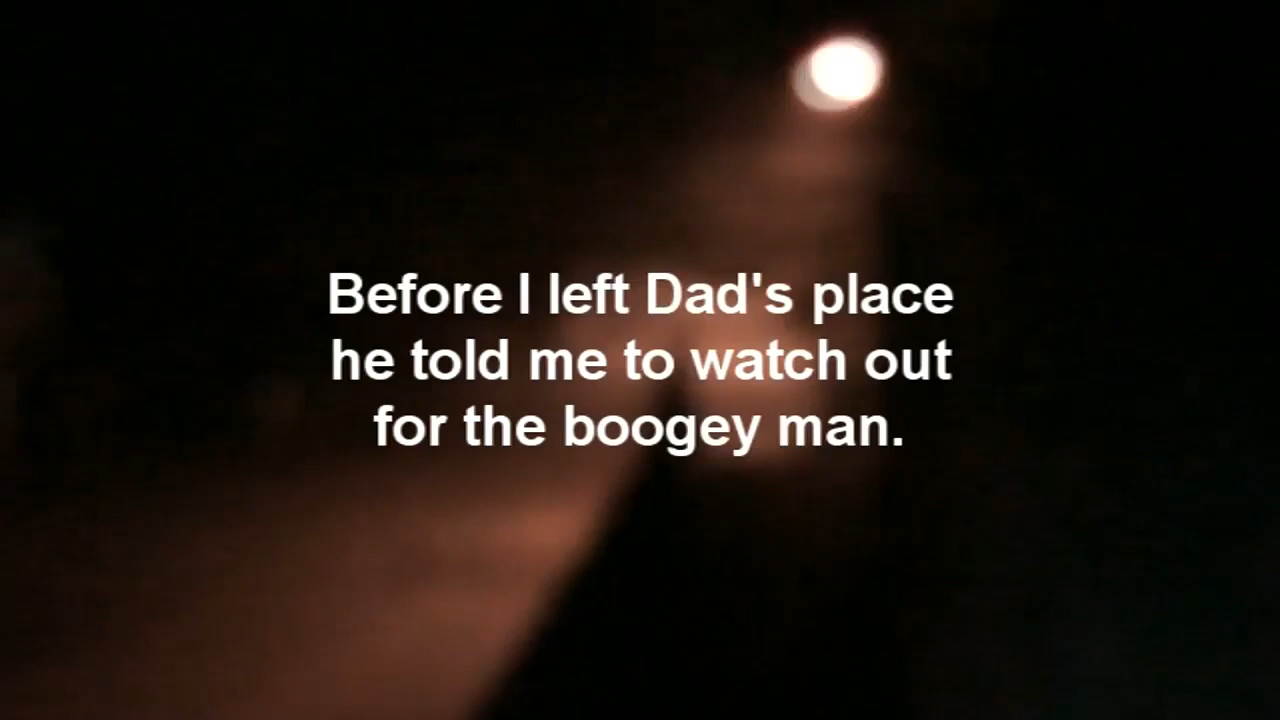 Before I left Dad's place
he told me to watch out
for the boogey man.